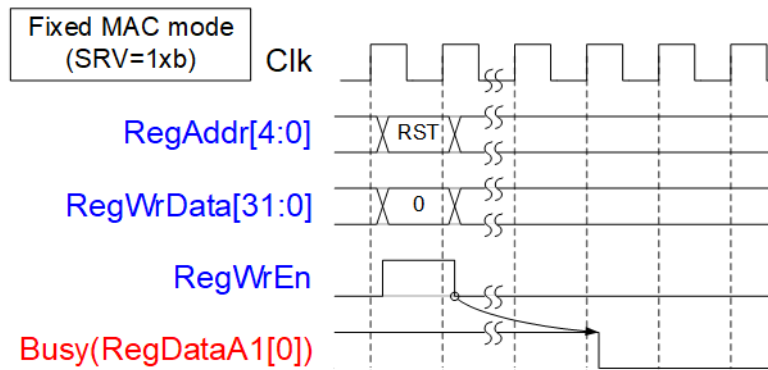 Fixed MAC mode
(SRV=1xb)
Clk
RegAddr[4:0]
RST
RegWrData[31:0]
0
RegWrEn
Busy(RegDataA1[0])